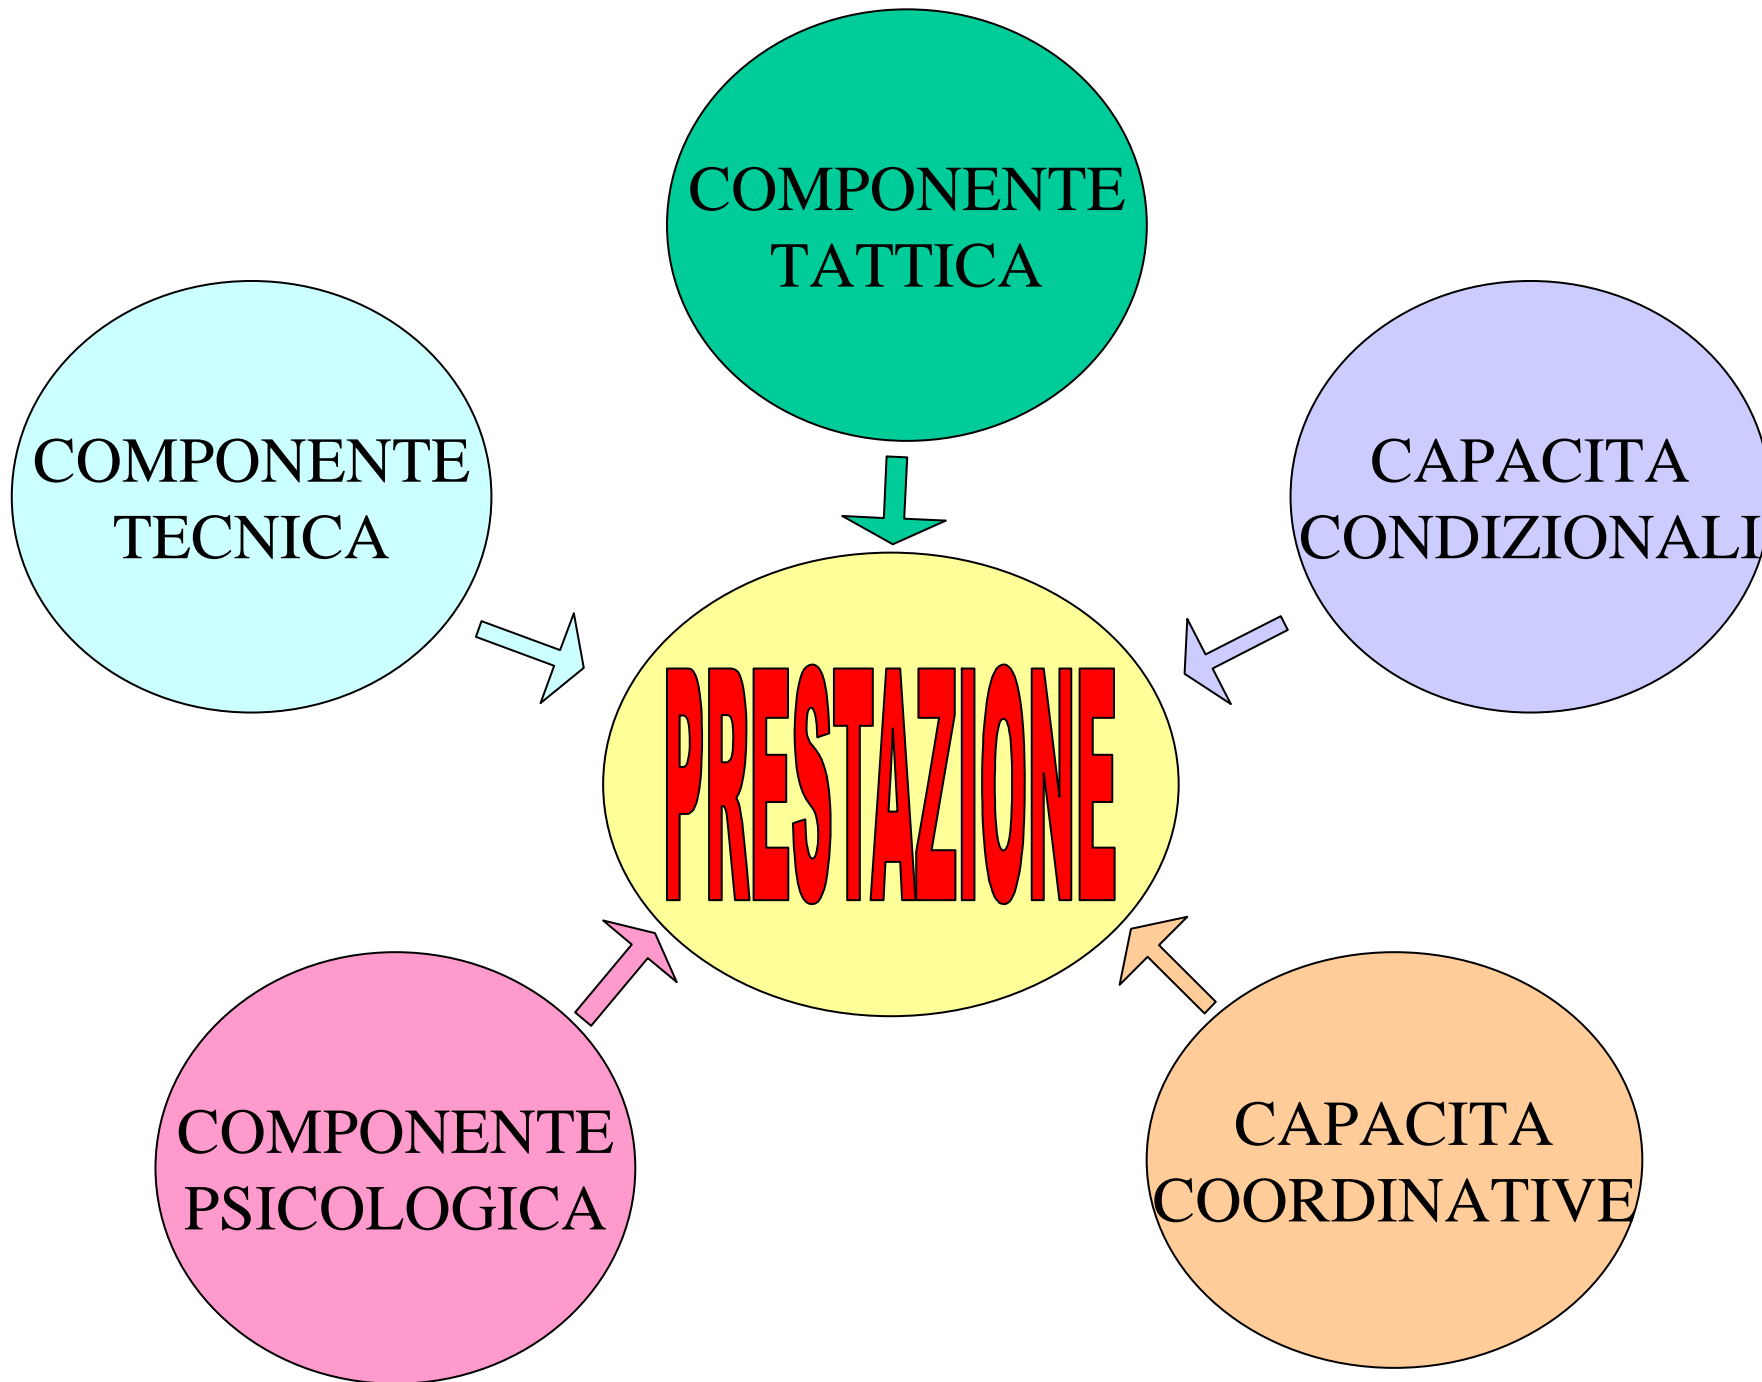 COMPONENTE
TATTICA
COMPONENTE
TECNICA
CAPACITA
CONDIZIONALI
PRESTAZIONE
COMPONENTE
PSICOLOGICA
CAPACITA
COORDINATIVE